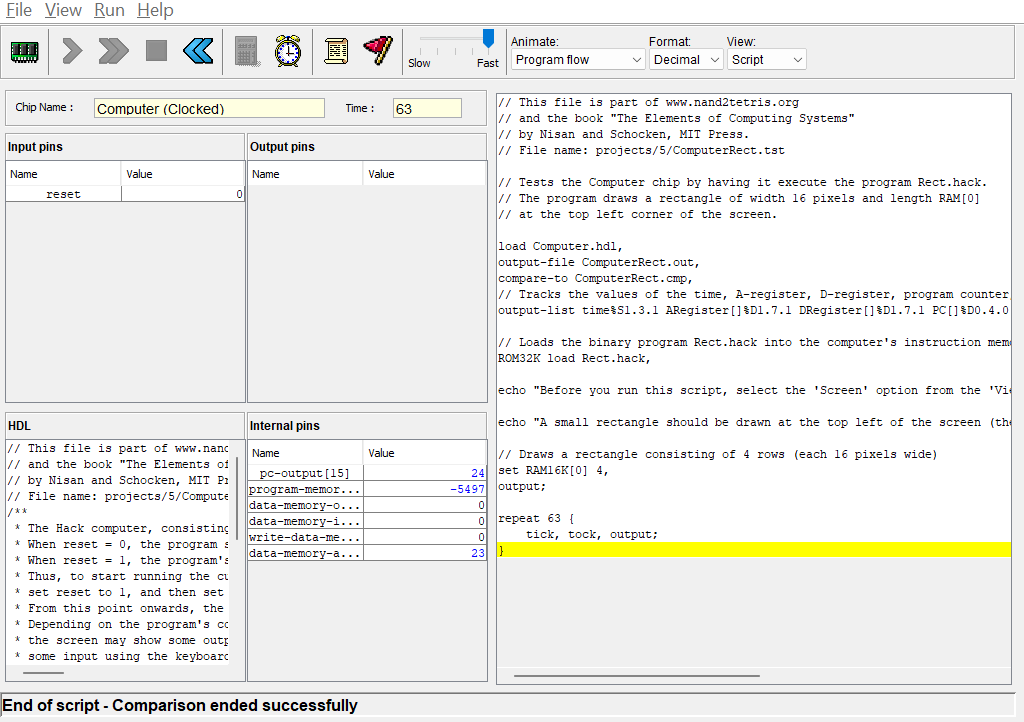 File View Run Help
Slow Fast
Animate: Format: View:
Program flow Decimal Script
Chip Name : Computer (Clocked) Time : 63
Input pins
Name Value
reset 0
Output pins
Name Value
HDL
// This file is part of www.nand
// and the book "The Elements of
// by Nisan and Schocken, MIT Pr
// File name: projects/5/Compute
/**
* The Hack computer, consisting
* When reset = 0, the program s
* When reset = 1, the program's
* Thus, to start running the cu
* set reset to 1, and then set
* From this point onwards, the
* Depending on the program's co
* the screen may show some outp
* some input using the keyboard
Internal pins
Name Value
pc-output[15] 24
program-memor... -5497
data-memory-o... 0
data-memory-i... 0
write-data-me... 0
data-memory-a... 23
// This file is part of www.nand2tetris.org
// and the book "The Elements of Computing Systems"
// by Nisan and Schocken, MIT Press.
// File name: projects/5/ComputerRect.tst
// Tests the Computer chip by having it execute the program Rect.hack.
// The program draws a rectangle of width 16 pixels and length RAM[0]
// at the top left corner of the screen.
load Computer.hdl,
output-file ComputerRect.out,
compare-to ComputerRect.cmp,
// Tracks the values of the time, A-register, D-register, program counter,
output-list time%S1.3.1 ARegister[]%D1.7.1 DRegister[]%D1.7.1 PC[]%D0.4.0
// Loads the binary program Rect.hack into the computer's instruction mem
ROM32K load Rect.hack,
echo "Before you run this script, select the 'Screen' option from the 'Vie
echo "A small rectangle should be drawn at the top left of the screen (the
// Draws a rectangle consisting of 4 rows (each 16 pixels wide)
set RAM16K[0] 4,
output;
repeat 63 {
tick, tock, output;
}
End of script - Comparison ended successfully